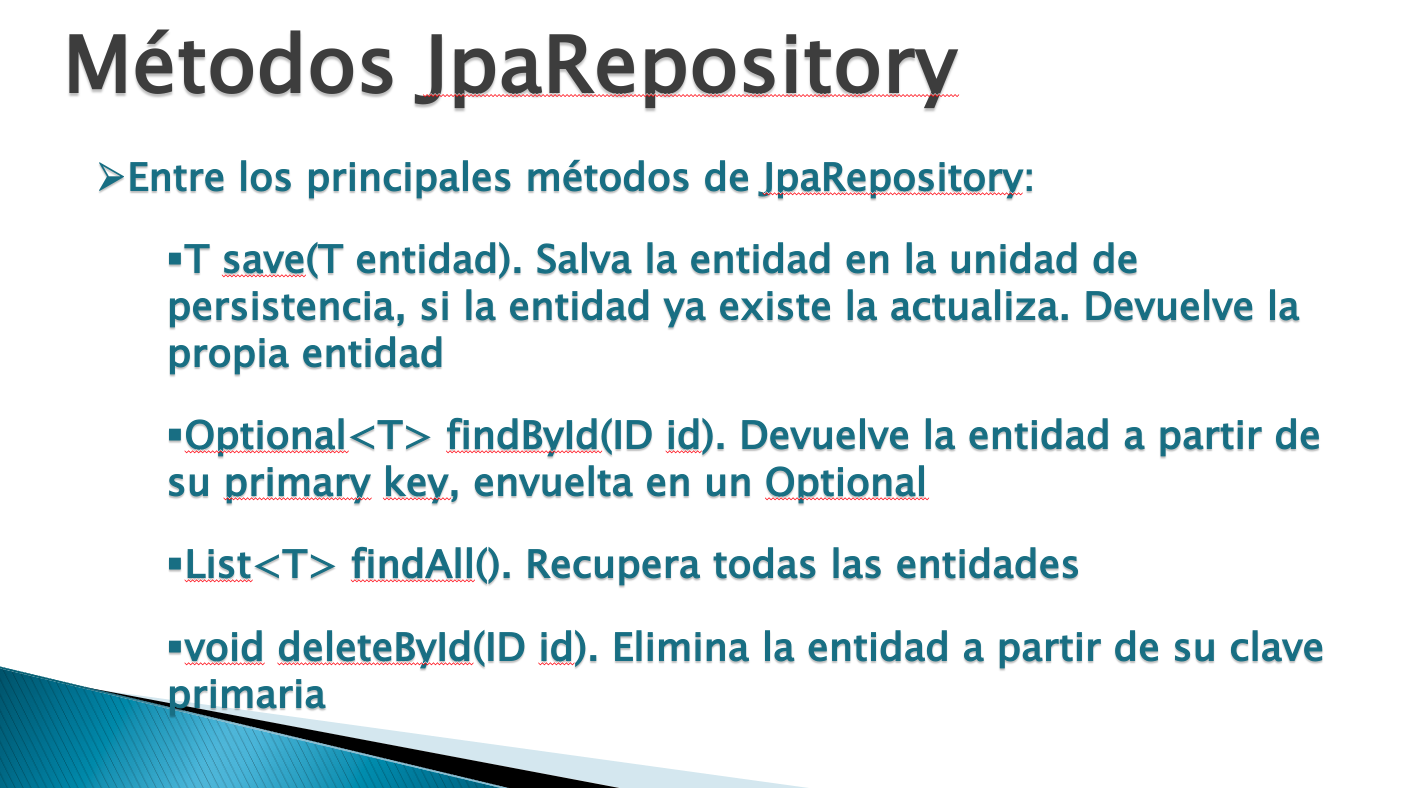 Métodos JpaRepository
➢Entre los principales métodos de JpaRepository:
▪T save(T entidad). Salva la entidad en la unidad de
persistencia, si la entidad ya existe la actualiza. Devuelve la
propia entidad
▪Optional<T> findById(ID id). Devuelve la entidad a partir de
su primary key, envuelta en un Optional
▪List<T> findAll(). Recupera todas las entidades
▪void deleteById(ID id). Elimina la entidad a partir de su clave
primaria